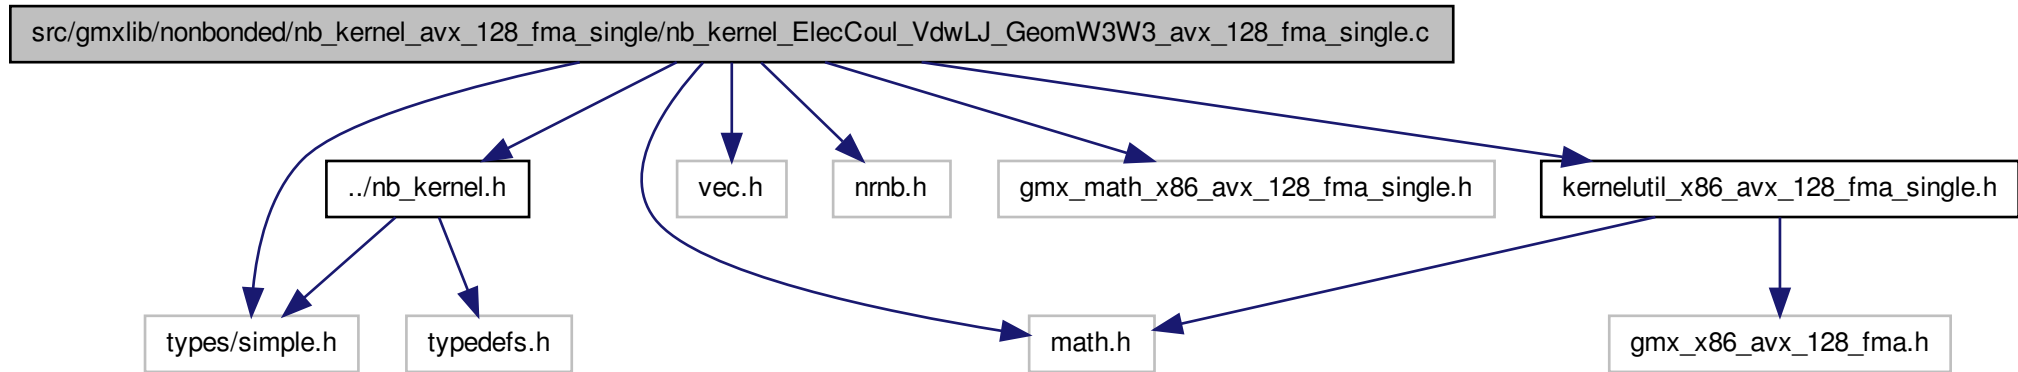 src/gmxlib/nonbonded/nb_kernel_avx_128_fma_single/nb_kernel_ElecCoul_VdwLJ_GeomW3W3_avx_128_fma_single.c
../nb_kernel.h
vec.h
nrnb.h
gmx_math_x86_avx_128_fma_single.h
kernelutil_x86_avx_128_fma_single.h
types/simple.h
typedefs.h
math.h
gmx_x86_avx_128_fma.h